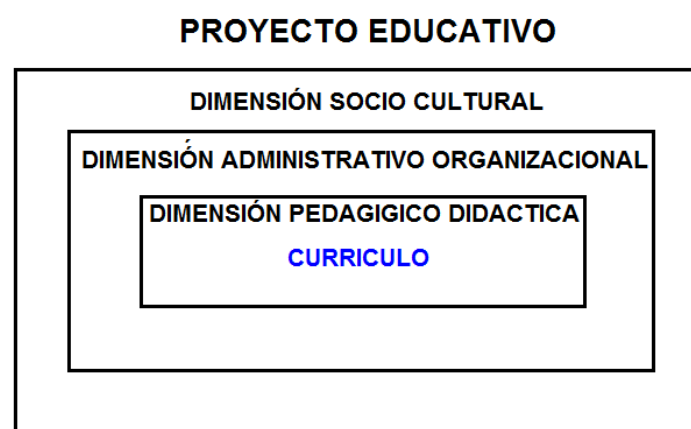 PROYECTO EDUCATIVO
DIMENSIÓN SOCIO CULTURAL
DIMENSIÓN ADMINISTRATIVO ORGANIZACIONAL
DIMENSIÓN PEDAGIGICO DIDACTICA
CURRICULO